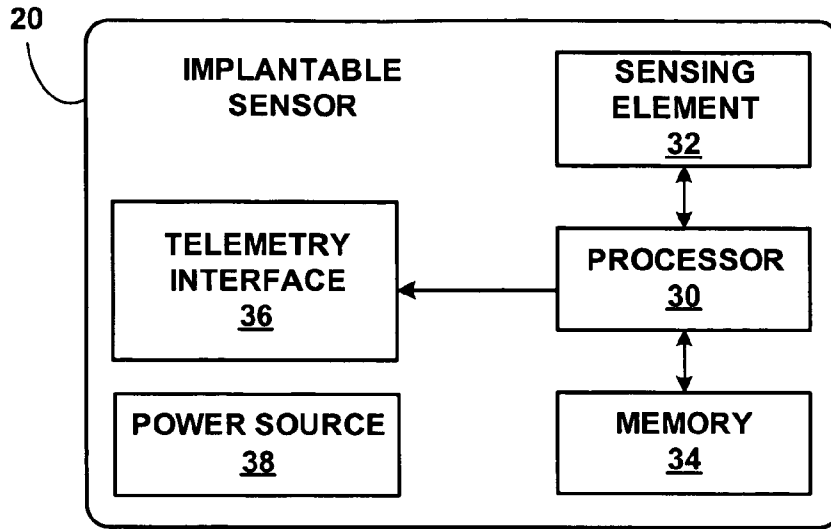 20
IMPLANTABLE
SENSOR
SENSING
ELEMENT
32
TELEMETRY
INTERFACE
36
PROCESSOR
30
POWER SOURCE
38
MEMORY
34